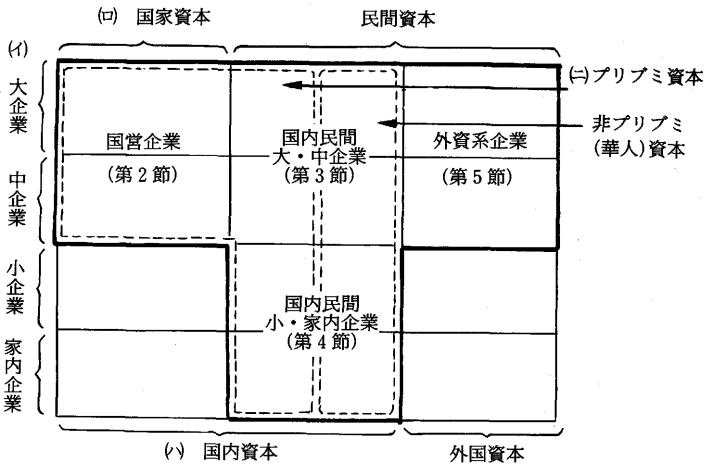 (ロ) 国家資本
民間資本
(イ)
大企業
中企業
小企業
家内企業
国営企業
(第2節)
国内民間
大・中企業
(第3節)
外資系企業
(第5節)
国内民間
小・家内企業
(第4節)
(ニ)プリブミ資本
非プリブミ
(華人)資本
(ハ) 国内資本
外国資本